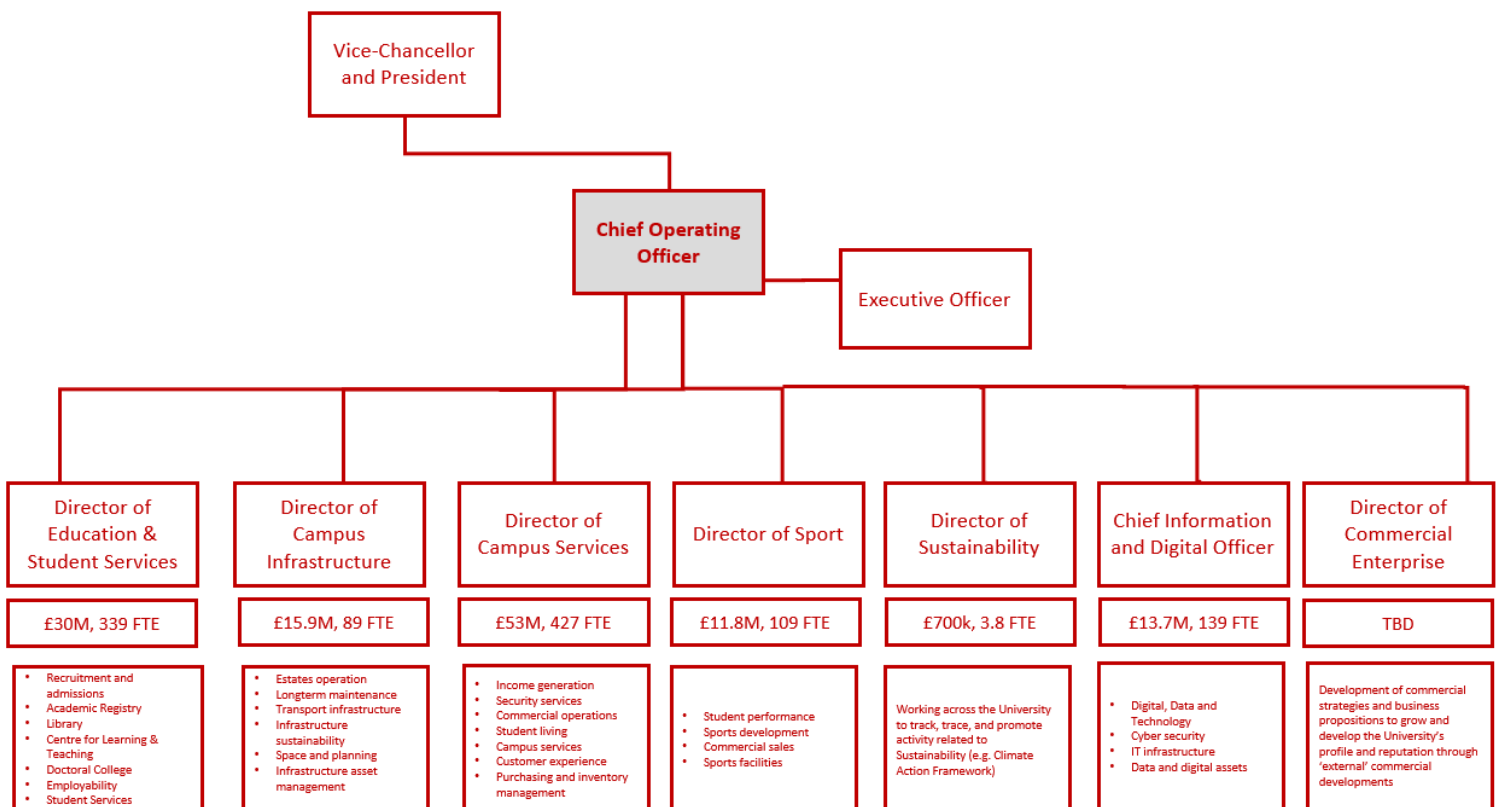 Vice-Chancellor
and President
Chief Operating
Officer
Executive Officer
Director of
Education &
Student Services
Director of
Campus
Infrastructure
Director of
Campus Services
Director of Sport
Director of
Sustainability
Chief Information
and Digital Officer
Director of
Commercial
Enterprise
£30M, 339 FTE
£15.9M, 89 FTE
£53M, 427 FTE
£11.8M, 109 FTE
£700k, 3.8 FTE
£13.7M, 139 FTE
TBD
• Recruitment and
admissions
• Academic Registry
• Library
• Centre for Learning &
Teaching
• Doctoral College
• Employability
• Student Services
• Estates operation
• Longterm maintenance
• Transport infrastructure
• Infrastructure
sustainability
• Space and planning
• Infrastructure asset
management
• Income generation
• Security services
• Commercial operations
• Student living
• Campus services
• Customer experience
• Purchasing and inventory
management
• Student performance
• Sports development
• Commercial sales
• Sports facilities
Working across the University
to track, trace, and promote
activity related to
Sustainability (e.g. Climate
Action Framework)
• Digital, Data and
Technology
• Cyber security
• IT infrastructure
• Data and digital assets
Development of commercial
strategies and business
propositions to grow and
develop the University's
profile and reputation through
'external' commercial
developments